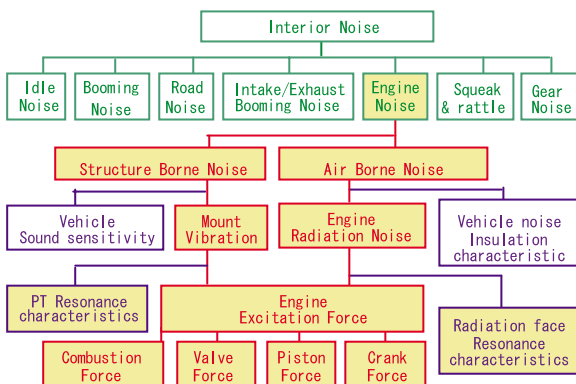 Interior Noise
Idle
Noise
Booming
Noise
Road
Noise
Intake/Exhaust
Booming Noise
Engine
Noise
Squeak
& rattle
Gear
Noise
Structure Borne Noise
Air Borne Noise
Vehicle
Sound sensitivity
Mount
Vibration
Engine
Radiation Noise
Vehicle noise
Insulation
characteristic
PT Resonance
characteristics
Engine
Excitation Force
Radiation face
Resonance
characteristics
Combustion
Force
Valve
Force
Piston
Force
Crank
Force